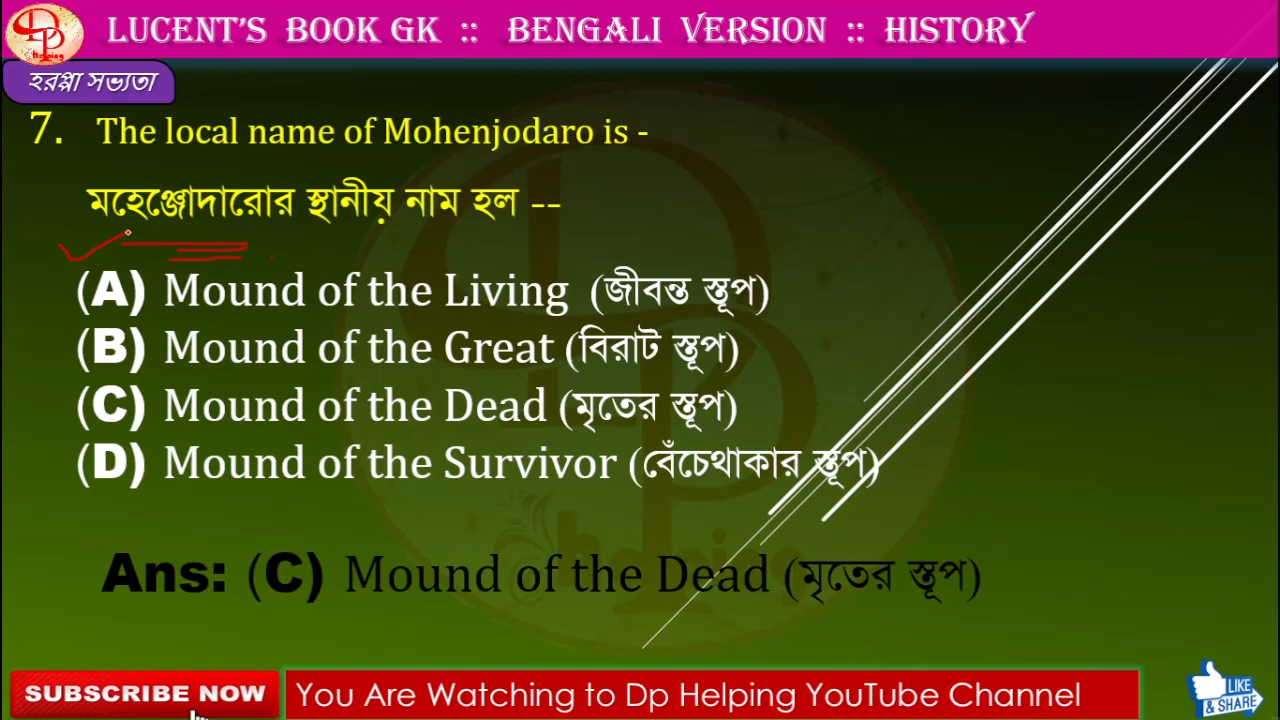 LUCENT'S BOOK GK :: BENGALI VERSION :: HISTORY
DP
helping
হরপ্পা সভ্যতা
7. The local name of Mohenjodaro is -
মহেঞ্জোদারোর স্থানীয় নাম হল --
(A) Mound of the Living (জীবন্ত স্তূপ)
(B) Mound of the Great (বিরাট স্তূপ)
(C) Mound of the Dead (মৃতের স্তূপ)
(D) Mound of the Survivor (বেঁচেথাকার স্তূপ)
Ans: (C) Mound of the Dead (মৃতের স্তূপ)
SUBSCRIBE NOW
You Are Watching to Dp Helping YouTube Channel
LIKE
& SHARE